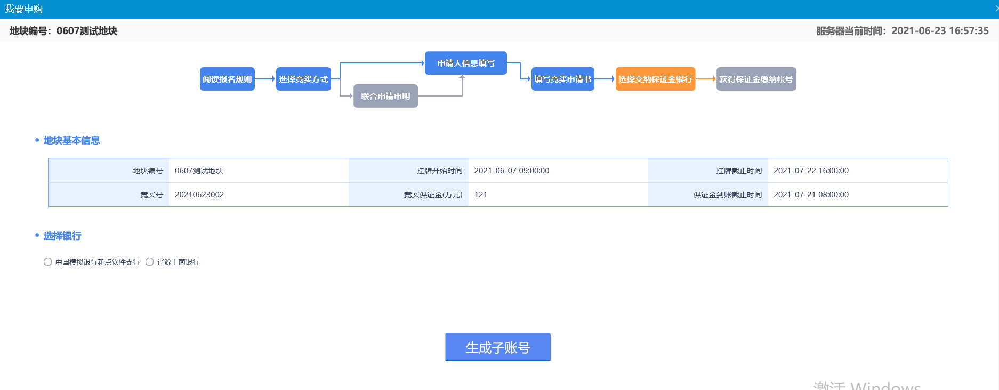 我要申购
地块编号：0607测试地块
服务器当前时间：2021-06-23 16:57:35
阅读报名规则
选择竞买方式
申请人信息填写
联合申请申明
填写竞买申请书
选择交纳保证金银行
获得保证金缴纳帐号
地块基本信息
地块编号 0607测试地块 挂牌开始时间 2021-06-07 09:00:00 挂牌截止时间 2021-07-22 16:00:00
竞买号 20210623002 竞买保证金(万元) 121 保证金到账截止时间 2021-07-21 08:00:00
选择银行
中国模拟银行新点软件支行 辽源工商银行
生成子账号
激活 Windows